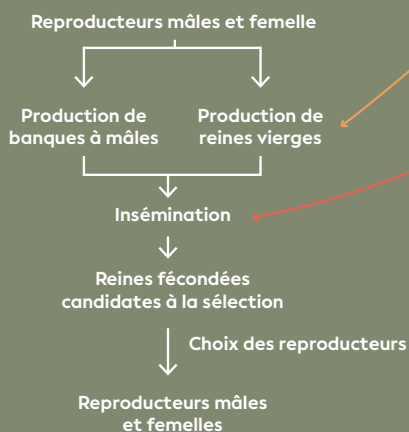 Reproducteurs mâles et femelle
Production de
banques à mâles
Production de
reines vierges
Insémination
Reines fécondées
candidates à la sélection
Choix des reproducteurs
Reproducteurs mâles
et femelles